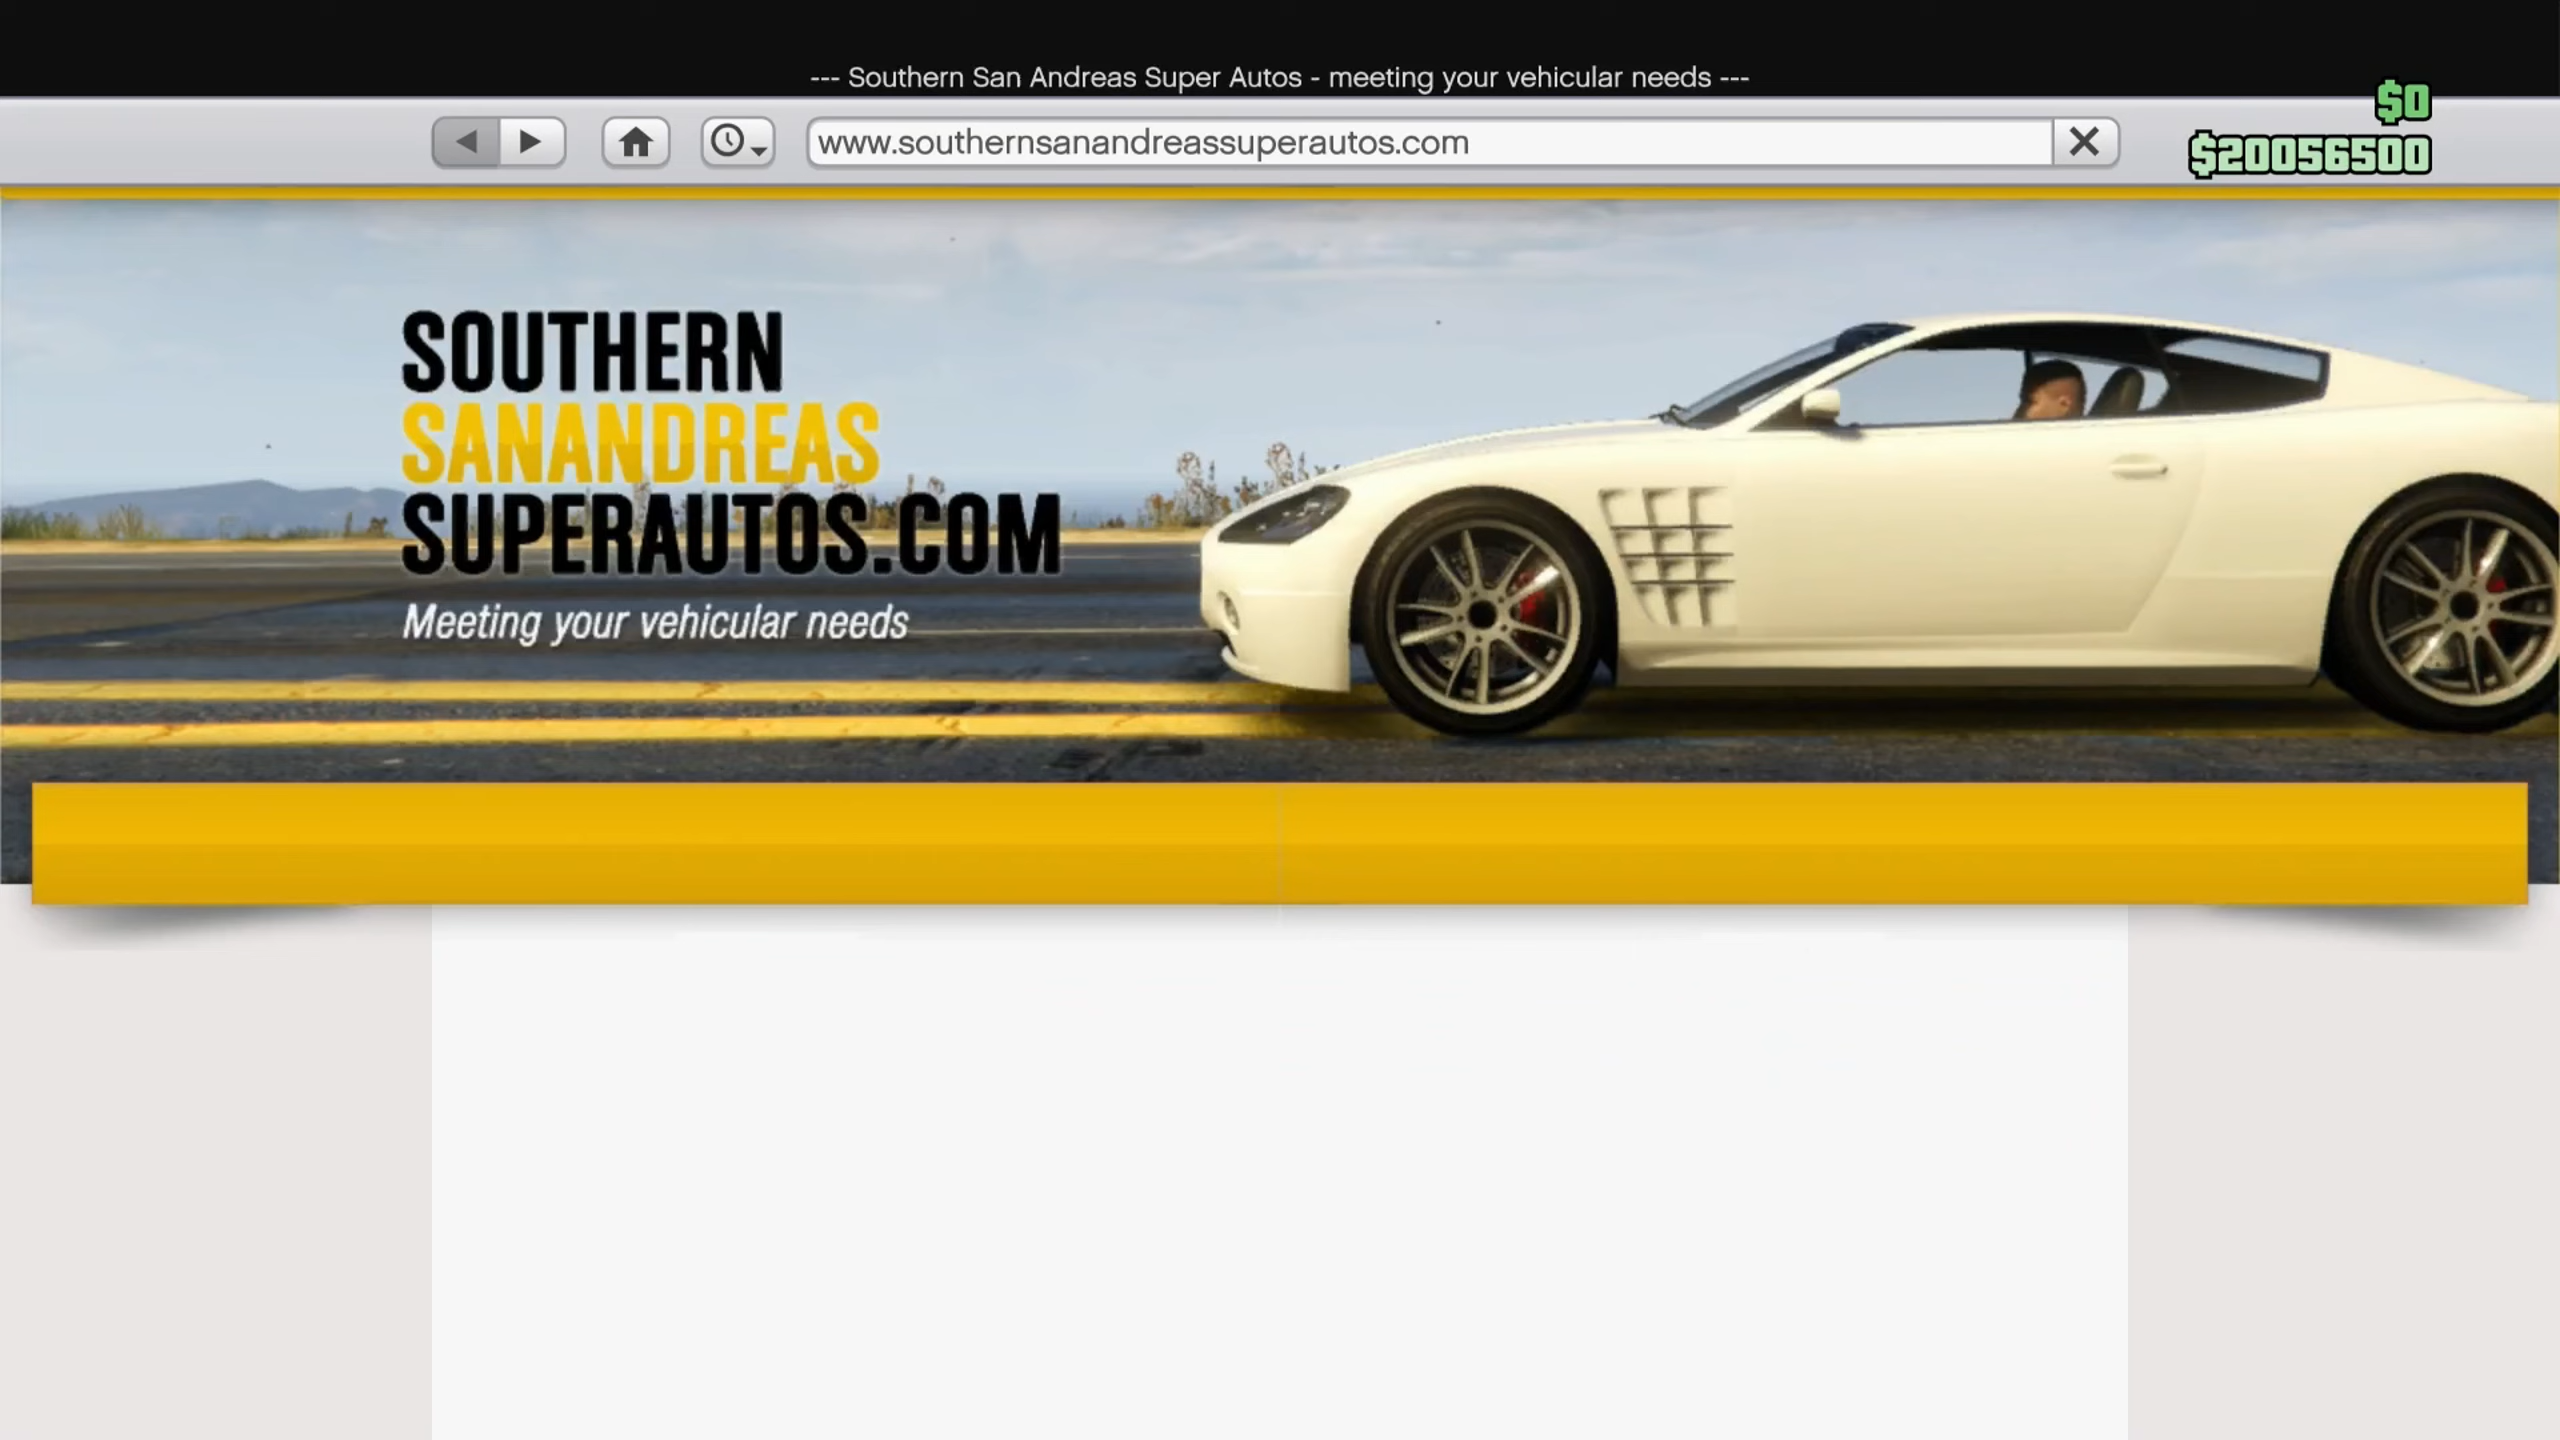 --- Southern San Andreas Super Autos - meeting your vehicular needs ---
www.southernsanandreassuperautos.com
$0
$20056500
SOUTHERN
SANANDREAS
SUPERAUTOS.COM
Meeting your vehicular needs